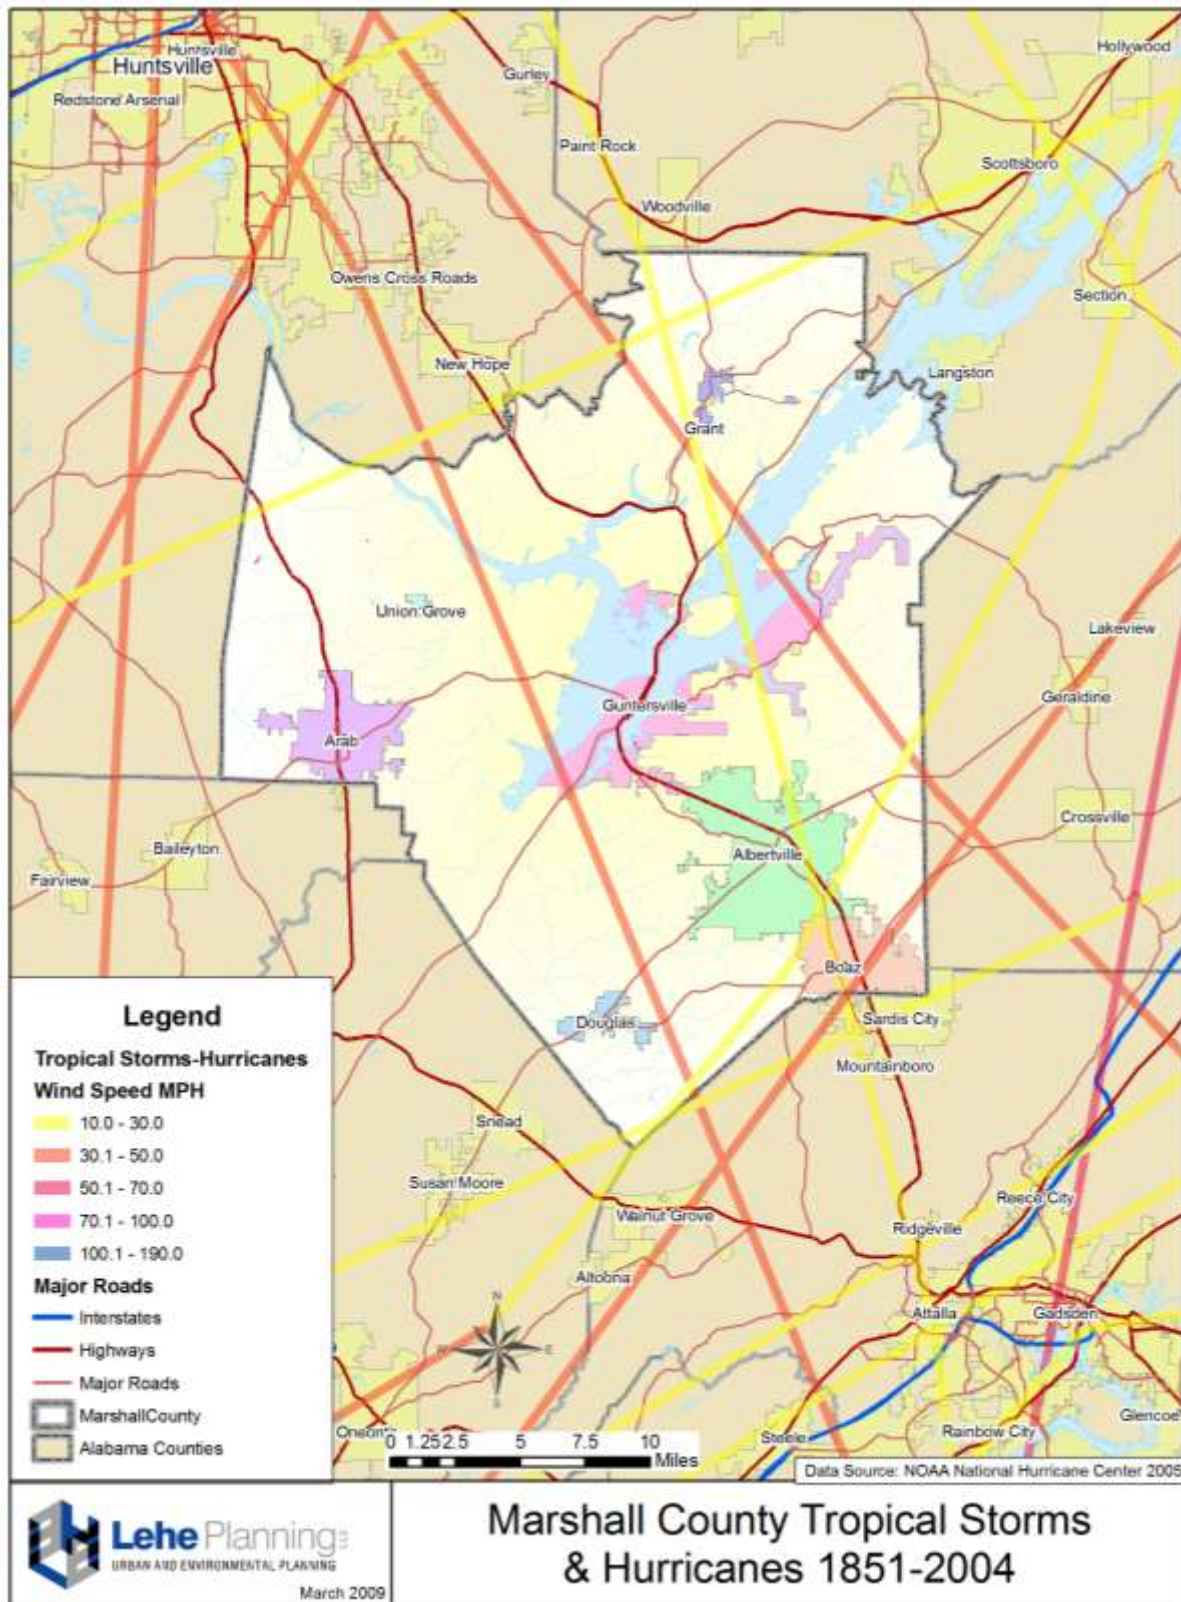 Huntsville
Huntsville
Redstone Arsenal
Gurley
Hollywood
Paint Rock
Scottsboro
Woodville
Owens Cross Roads
Section
New Hope
Langston
Grant
Union Grove
Lakeview
Geraldine
Guntersville
Arab
Crossville
Baileyton
Albertville
Fairview
Boaz
Douglas
Sardis City
Mountainboro
Snead
Susan Moore
Reece City
Walnut Grove
Ridgeville
Altoona
Attalla
Gadsden
Glencoe
Rainbow City
Steele
Oneonta
Legend
Tropical Storms-Hurricanes
Wind Speed MPH
10.0 - 30.0
30.1 - 50.0
50.1 - 70.0
70.1 - 100.0
100.1 - 190.0
Major Roads
Interstates
Highways
Major Roads
MarshallCounty
Alabama Counties
N
E
0 1.25 2.5 5 7.5 10
Miles
Data Source: NOAA National Hurricane Center 2005
Lehe Planning
URBAN AND ENVIRONMENTAL PLANNING
March 2009
Marshall County Tropical Storms
& Hurricanes 1851-2004